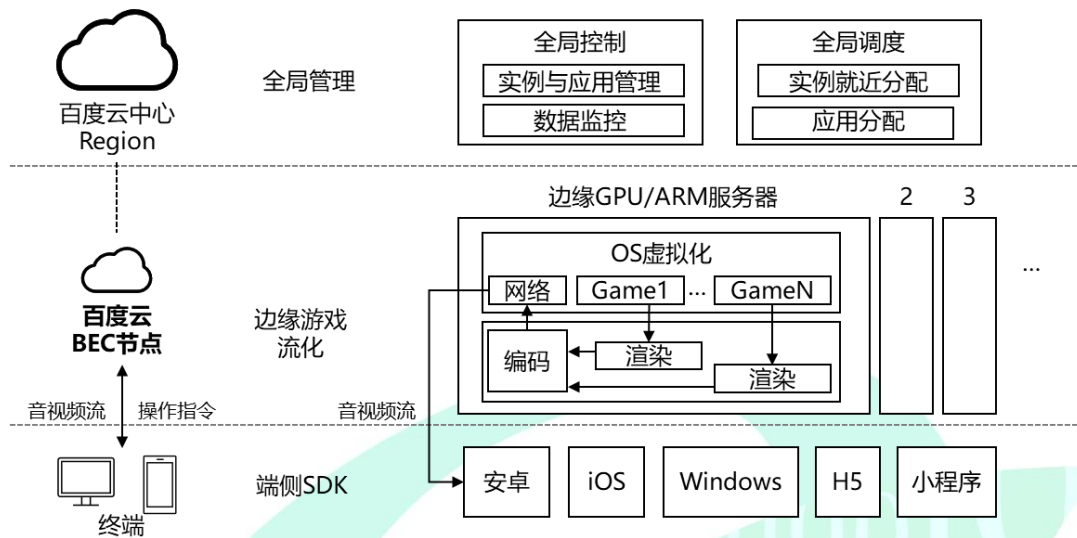 百度云中心
Region
全局管理
全局控制
实例与应用管理
数据监控
全局调度
实例就近分配
应用分配
百度云
BEC节点
音视频流
操作指令
边缘游戏
流化
边缘GPU/ARM服务器
2
3
...
OS虚拟化
网络
Game1
...
GameN
编码
渲染
渲染
音视频流
终端
端侧SDK
安卓
iOS
Windows
H5
小程序